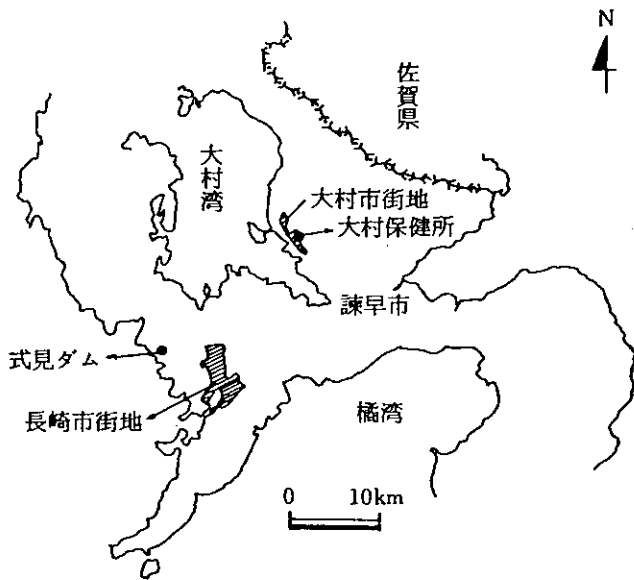 N
佐賀県
大村湾
大村市街地
大村保健所
諫早市
式見ダム
長崎市街地
橘湾
0 10km